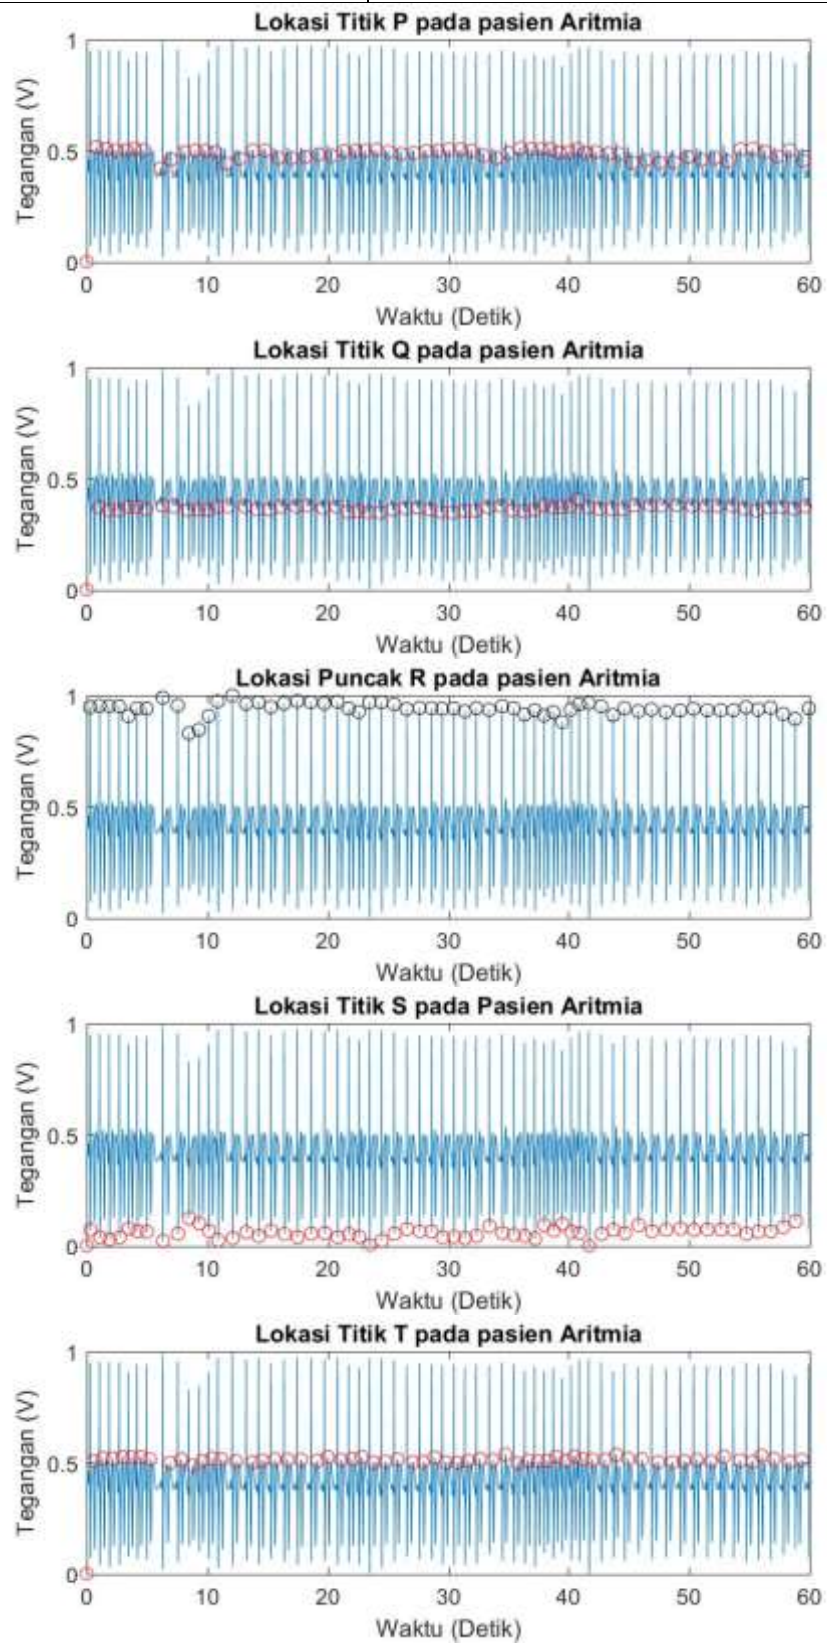 Lokasi Titik P pada pasien Aritmia
1
0.5
0
Tegangan (V)
0 10 20 30 40 50 60
Waktu (Detik)
Lokasi Titik Q pada pasien Aritmia
1
0.5
0
Tegangan (V)
0 10 20 30 40 50 60
Waktu (Detik)
Lokasi Puncak R pada pasien Aritmia
1
0.5
0
Tegangan (V)
0 10 20 30 40 50 60
Waktu (Detik)
Lokasi Titik S pada Pasien Aritmia
1
0.5
0
Tegangan (V)
0 10 20 30 40 50 60
Waktu (Detik)
Lokasi Titik T pada pasien Aritmia
1
0.5
0
Tegangan (V)
0 10 20 30 40 50 60
Waktu (Detik)